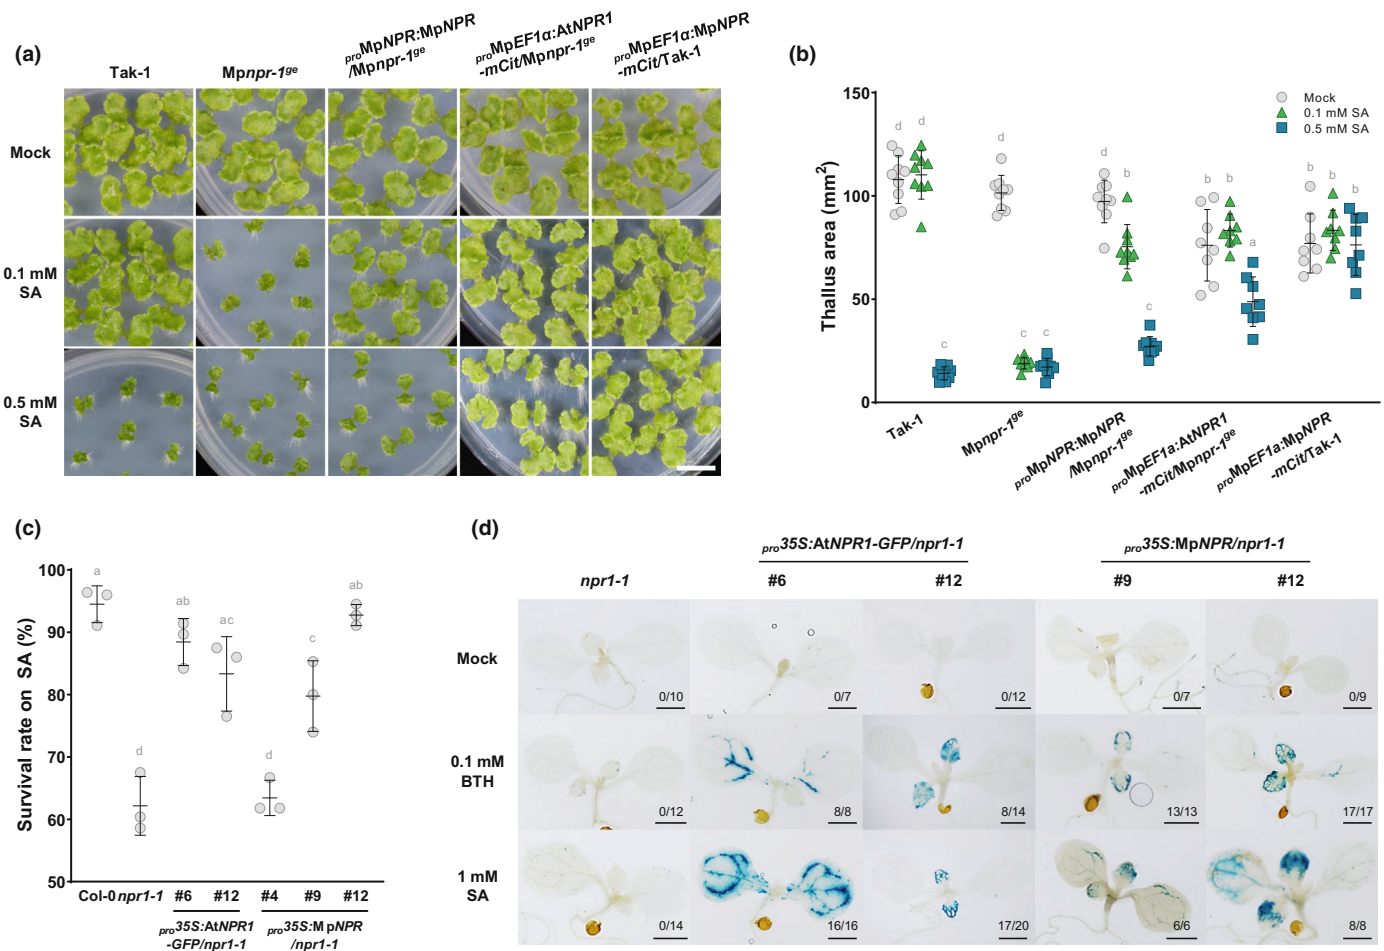 (a)
Tak-1
Mpnpr-1ge
proMpNPR:MpNPR
/Mpnpr-1ge
proMpEF1α:AtNPR1
-mCit/Mpnpr-1ge
proMpEF1α:MpNPR
-mCit/Tak-1
Mock
0.1 mM
SA
0.5 mM
SA
(b)
Thallus area (mm2)
150
100
50
0
Mock
0.1 mM SA
0.5 mM SA
d d c
d c c
d b c
b b a
b b b
Tak-1
Mpnpr-1ge
proMpNPR:MpNPR
/Mpnpr-1ge
proMpEF1a:AtNPR1
-mCit/Mpnpr-1ge
proMpEF1a:MpNPR
-mCit/Tak-1
(c)
Survival rate on SA (%)
100
90
80
70
60
50
a d ab ac d c ab
Col-0 npr1-1 #6 #12 #4 #9 #12
pro35S:AtNPR1
-GFP/npr1-1
pro35S:MpNPR
/npr1-1
(d)
pro35S:AtNPR1-GFP/npr1-1 pro35S:MpNPR/npr1-1
npr1-1 #6 #12 #9 #12
Mock
0/10 0/7 0/12 0/7 0/9
0.1 mM
BTH
0/12 8/8 8/14 13/13 17/17
1 mM
SA
0/14 16/16 17/20 6/6 8/8